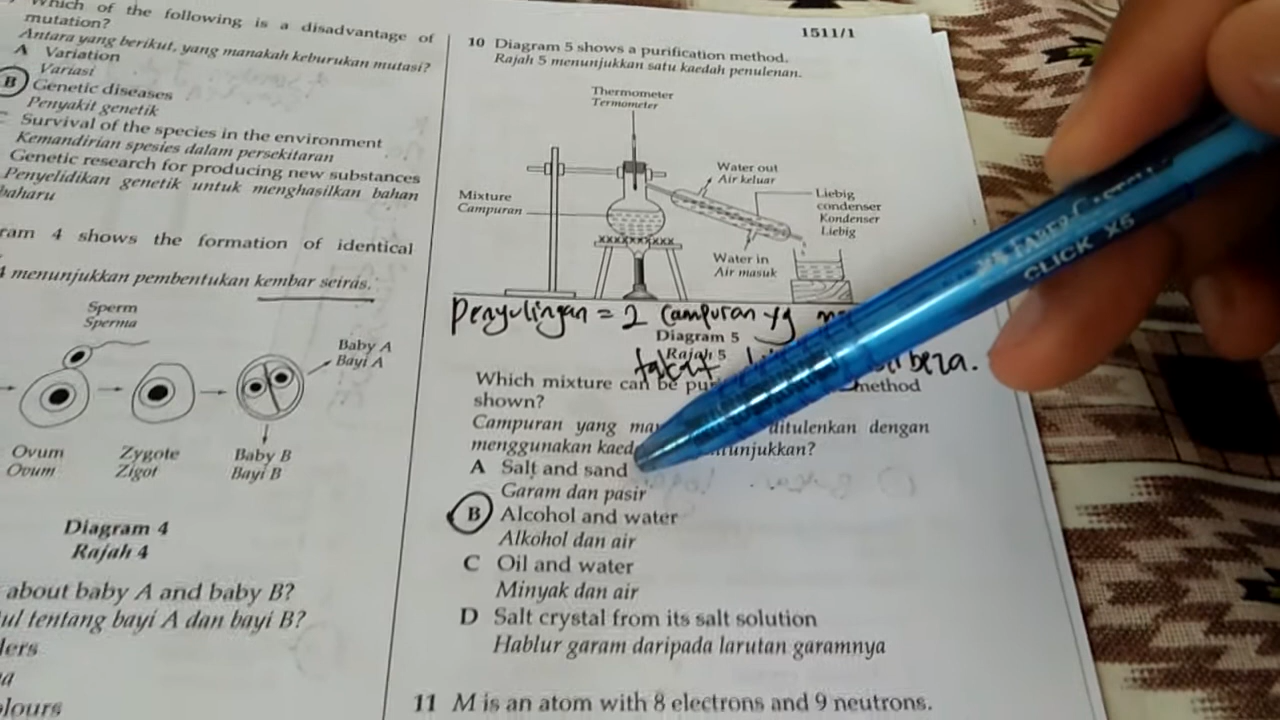 Which of the following is a disadvantage of
mutation?
Antara yang berikut, yang manakah keburukan mutasi?
A Variation
Variasi
B Genetic diseases
Penyakit genetik
Survival of the species in the environment
Kemandirian spesies dalam persekitaran
Genetic research for producing new substances
Penyelidikan genetik untuk menghasilkan bahan
baharu
4 shows the formation of identical
menunjukkan pembentukan kembar seiras.
Sperm
Sperma
Baby A
Bayi A
Ovum
Ovum
Zygote
Zigot
Baby B
Bayi B
Diagram 4
Rajah 4
about baby A and baby B?
tentang bayi A dan bayi B?
1511/1
10 Diagram 5 shows a purification method.
Rajah 5 menunjukkan satu kaedah penulenan.
Thermometer
Termometer
Water out
Air keluar
Mixture
Campuran
Liebig
condenser
Kondenser
Liebig
Water in
Air masuk
Penyulingan = 2 campuran yg
Diagram 5
Rajah 5
takat beza.
Which mixture can be method
shown?
Campuran yang ditulenkan dengan
menggunakan
A Salt and sand
Garam dan pasir
B Alcohol and water
Alkohol dan air
C Oil and water
Minyak dan air
D Salt crystal from its salt solution
Hablur garam daripada larutan garamnya
11 M is an atom with 8 electrons and 9 neutrons.
CLICK X5